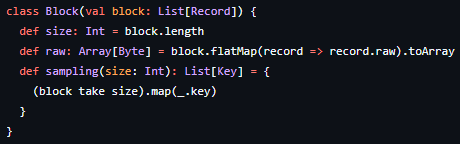 class Block(val block: List[Record]) {
  def size: Int = block.length
  def raw: Array[Byte] = block.flatMap(record => record.raw).toArray
  def sampling(size: Int): List[Key] = {
    (block take size).map(_.key)
  }
}